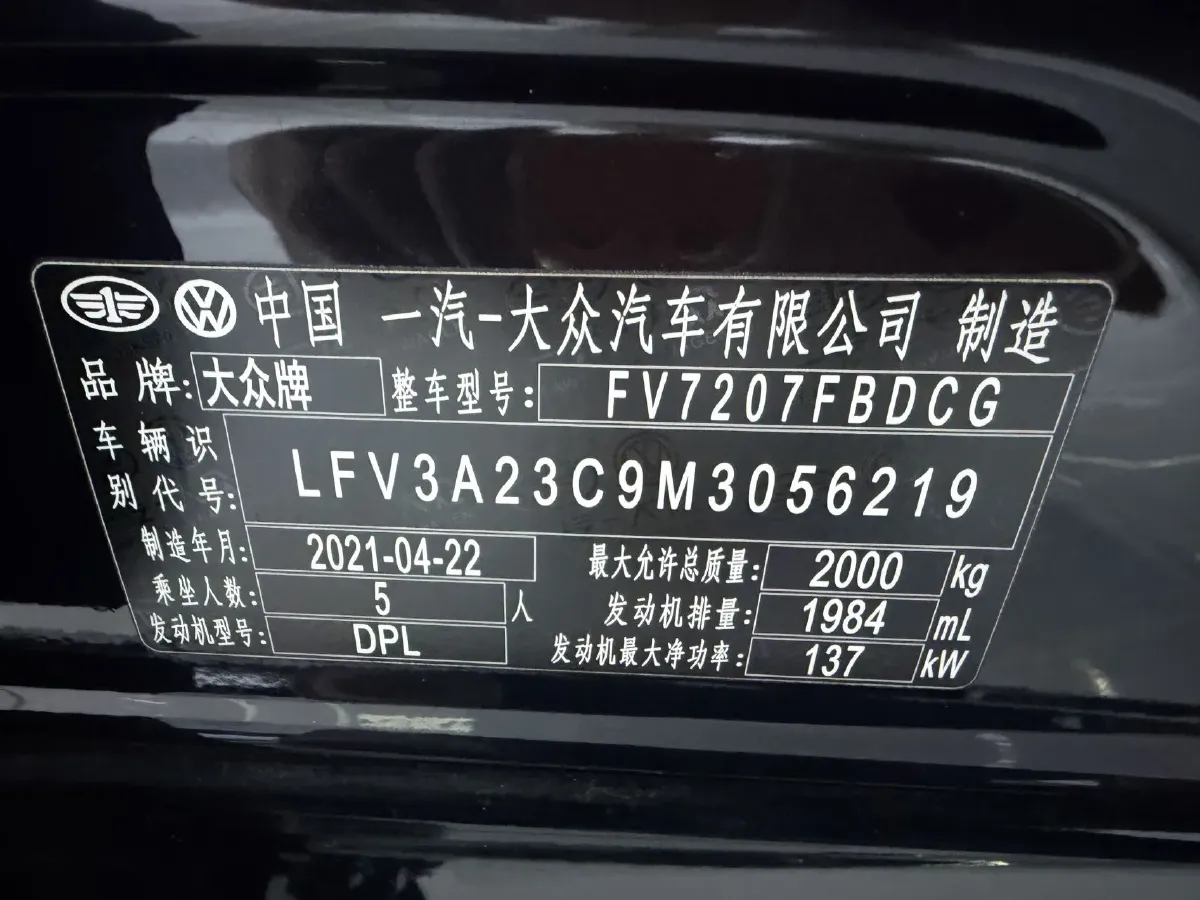 中国 一汽-大众汽车有限公司 制造
品牌: 大众牌 整车型号: FV7207FBDCG
车辆识别代号: LFV3A23C9M3056219
制造年月: 2021-04-22 最大允许总质量: 2000 kg
乘坐人数: 5 人 发动机排量: 1984 mL
发动机型号: DPL 发动机最大净功率: 137 kW